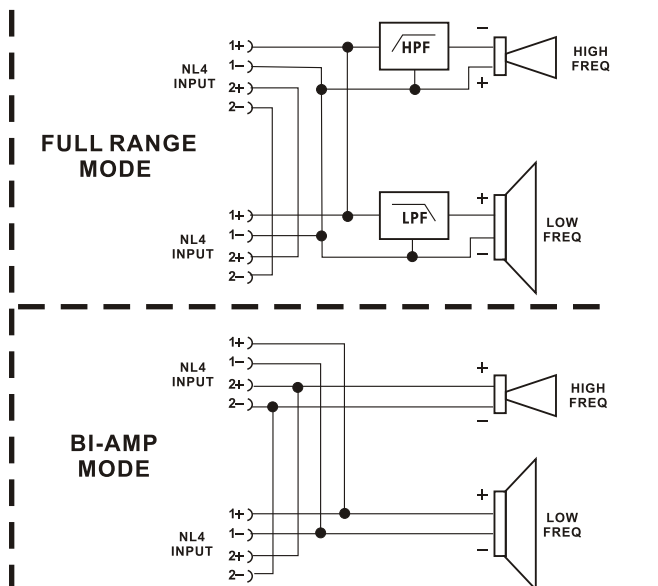 FULL RANGE
MODE
NL4
INPUT
1+
1−
2+
2−
HPF
−
+
HIGH
FREQ
NL4
INPUT
1+
1−
2+
2−
LPF
+
−
LOW
FREQ
BI-AMP
MODE
NL4
INPUT
1+
1−
2+
2−
+
−
HIGH
FREQ
NL4
INPUT
1+
1−
2+
2−
+
−
LOW
FREQ